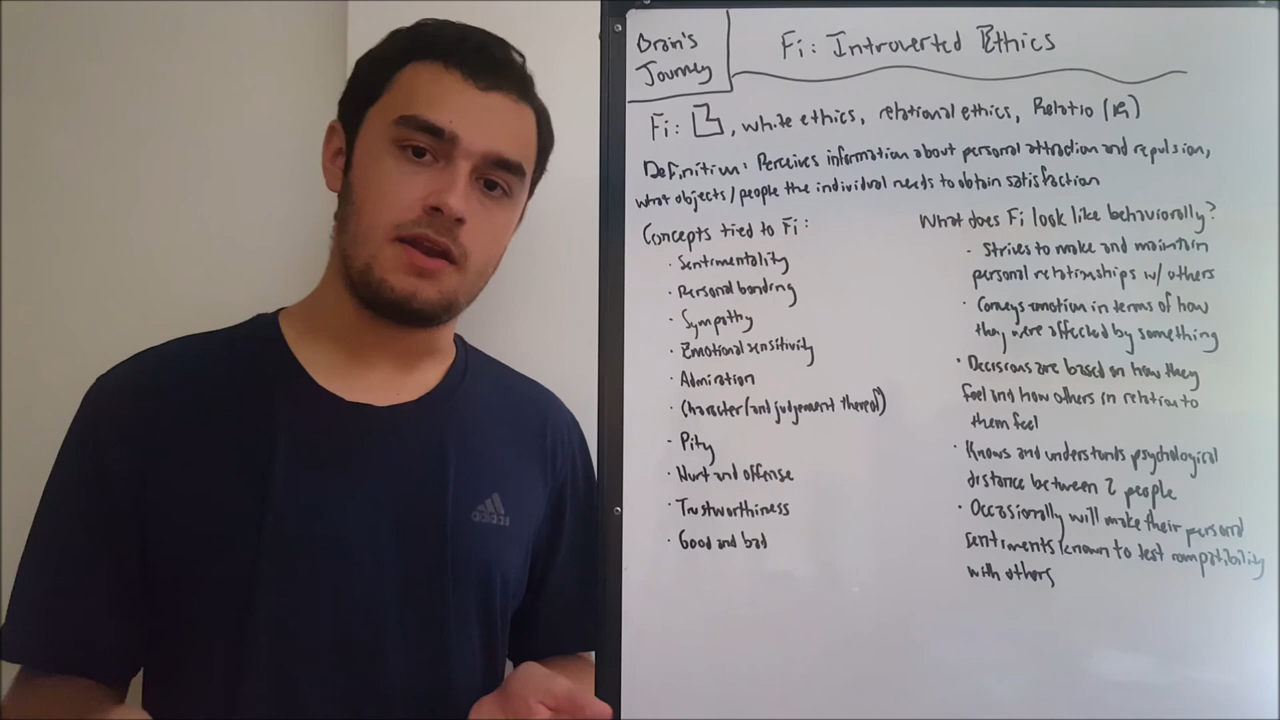 Brain's
Journey
Fi: Introverted Ethics
Fi: , white ethics, relational ethics, Relatio (R)
Definition: Perceives information about personal attraction and repulsion,
what objects/people the individual needs to obtain satisfaction
Concepts tied to Fi:
· Sentimentality
· Personal bonding
· Sympathy
· Emotional sensitivity
· Admiration
· Character (and judgement thereof)
· Pity
· Hurt and offense
· Trustworthiness
· Good and bad
What does Fi look like behaviorally?
· Strives to make and maintain
personal relationships w/ others
· Conveys emotion in terms of how
they were affected by something
· Decisions are based on how they
feel and how others in relation to
them feel
· Knows and understands psychological
distance between 2 people
· Occasionally will make their personal
sentiments known to test compatibility
with others
adidas